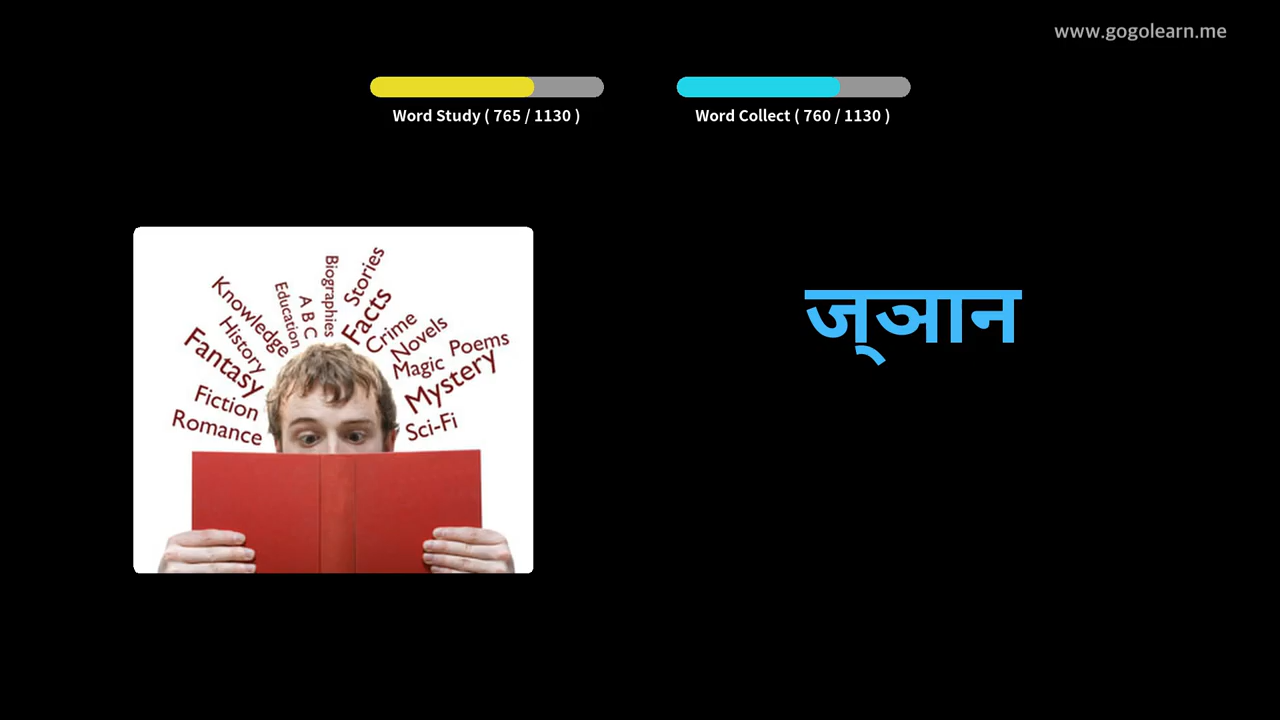 www.gogolearn.me
Word Study ( 765 / 1130 )
Word Collect ( 760 / 1130 )
ज्‌ञान
Biographies
Stories
Knowledge
Education
A B C
Facts
Crime
History
Novels
Fantasy
Magic
Poems
Mystery
Fiction
Romance
Sci-Fi